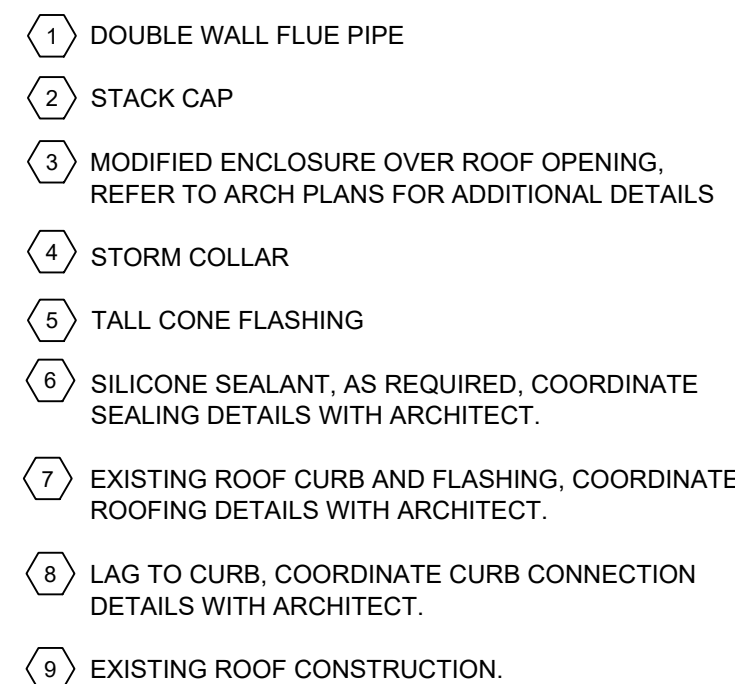 1 DOUBLE WALL FLUE PIPE
2 STACK CAP
3 MODIFIED ENCLOSURE OVER ROOF OPENING,
REFER TO ARCH PLANS FOR ADDITIONAL DETAILS
4 STORM COLLAR
5 TALL CONE FLASHING
6 SILICONE SEALANT, AS REQUIRED, COORDINATE
SEALING DETAILS WITH ARCHITECT.
7 EXISTING ROOF CURB AND FLASHING, COORDINATE
ROOFING DETAILS WITH ARCHITECT.
8 LAG TO CURB, COORDINATE CURB CONNECTION
DETAILS WITH ARCHITECT.
9 EXISTING ROOF CONSTRUCTION.